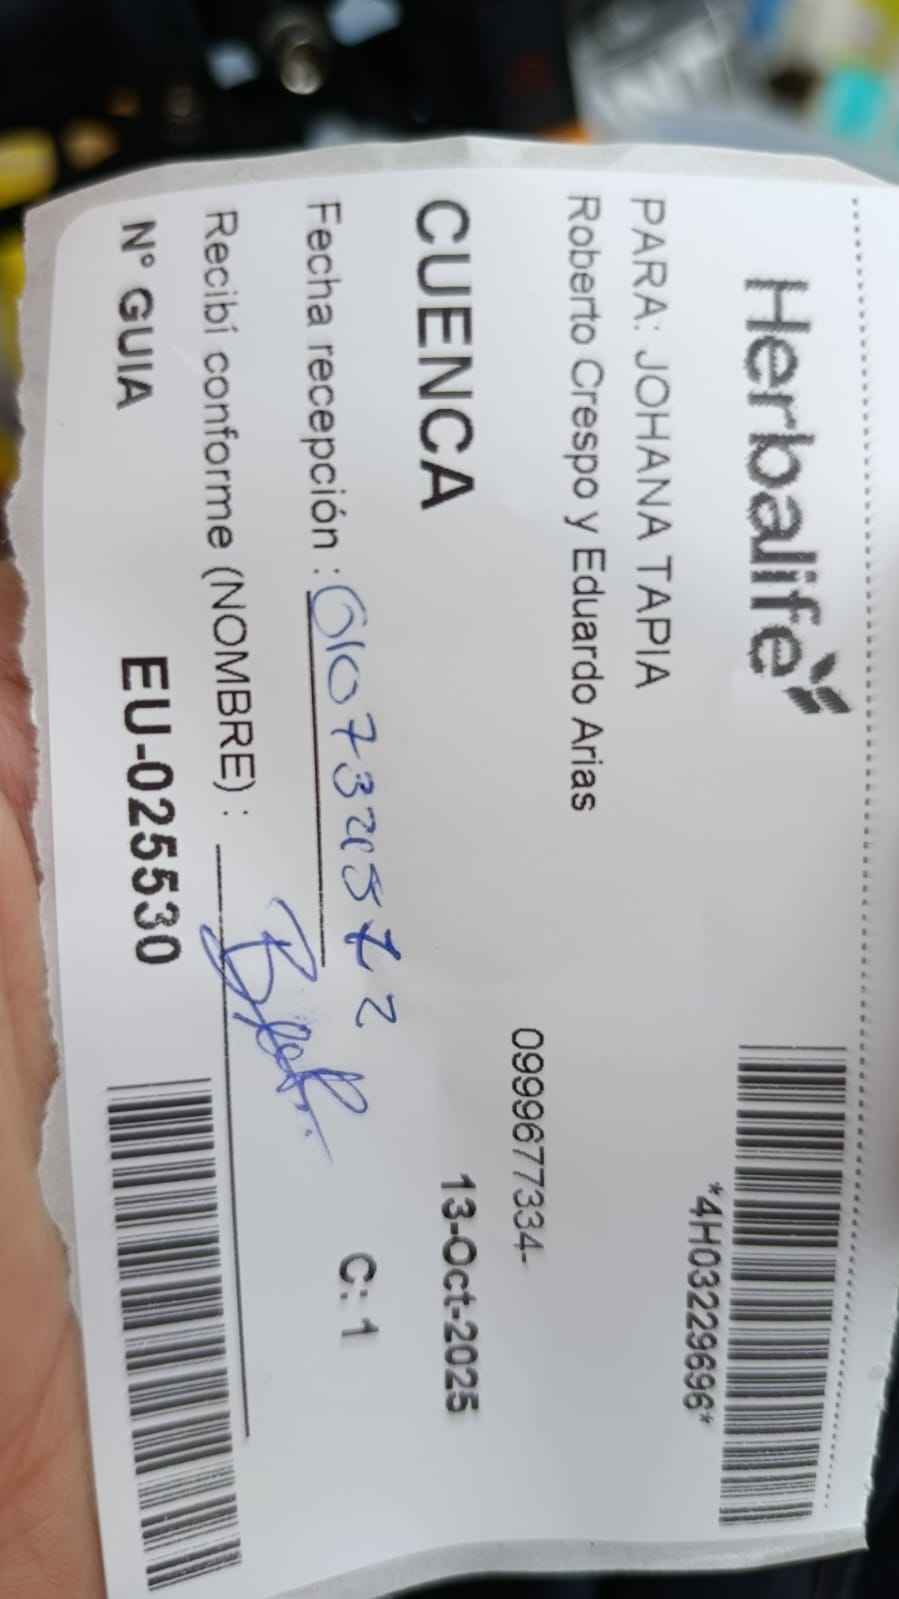 Herbalife
*4H03229696*
PARA: JOHANA TAPIA
Roberto Crespo y Eduardo Arias
0999677334-
CUENCA
13-Oct-2025
Fecha recepción :
C: 1
Recibí conforme (NOMBRE) :
N° GUIA
EU-025530